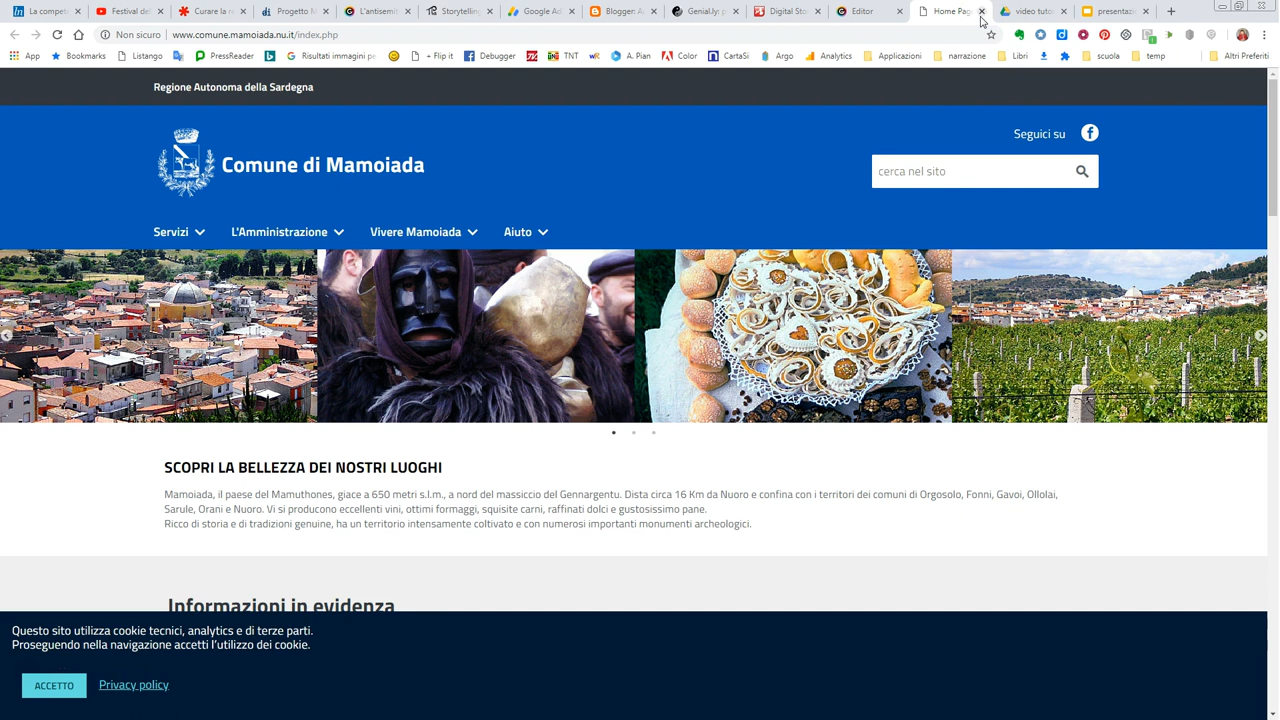 La compete
Festival dei
Curare la re
Progetto M
L'antisemit
Storytelling
Google Ad
Blogger: A
Genial.ly: p
Digital Sto
Editor
Home Pag
video tuto
presentazi
Non sicuro
www.comune.mamoiada.nu.it/index.php
App
Bookmarks
Listango
PressReader
Risultati immagini pe
+ Flip it
Debugger
TNT
A. Pian
Color
CartaSi
Argo
Analytics
Applicazioni
narrazione
Libri
scuola
temp
Altri Preferiti
Regione Autonoma della Sardegna
Comune di Mamoiada
Seguici su
cerca nel sito
Servizi
L'Amministrazione
Vivere Mamoiada
Aiuto
SCOPRI LA BELLEZZA DEI NOSTRI LUOGHI
Mamoiada, il paese del Mamuthones, giace a 650 metri s.l.m., a nord del massiccio del Gennargentu. Dista circa 16 Km da Nuoro e confina con i territori dei comuni di Orgosolo, Fonni, Gavoi, Ollolai,
Sarule, Orani e Nuoro. Vi si producono eccellenti vini, ottimi formaggi, squisite carni, raffinati dolci e gustosissimo pane.
Ricco di storia e di tradizioni genuine, ha un territorio intensamente coltivato e con numerosi importanti monumenti archeologici.
Informazioni in evidenza
Questo sito utilizza cookie tecnici, analytics e di terze parti.
Proseguendo nella navigazione accetti l'utilizzo dei cookie.
ACCETTO
Privacy policy